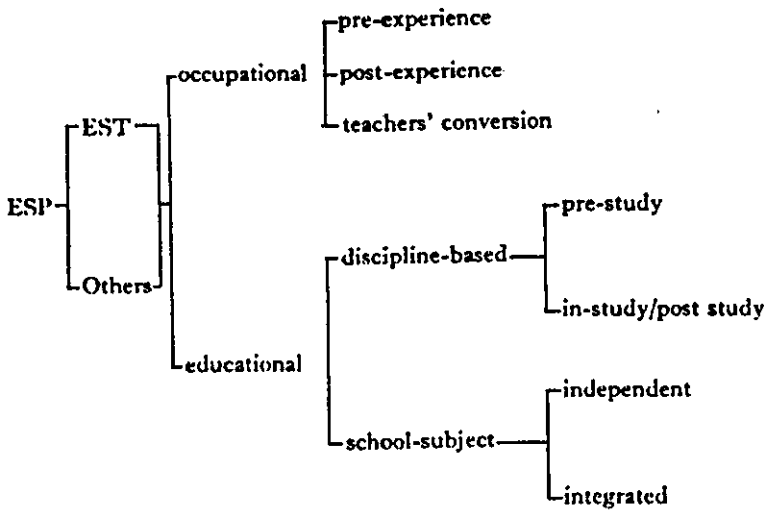 pre-experience
occupational
post-experience
teachers' conversion
EST
ESP
pre-study
discipline-based
Others
in-study/post study
educational
independent
school-subject
integrated